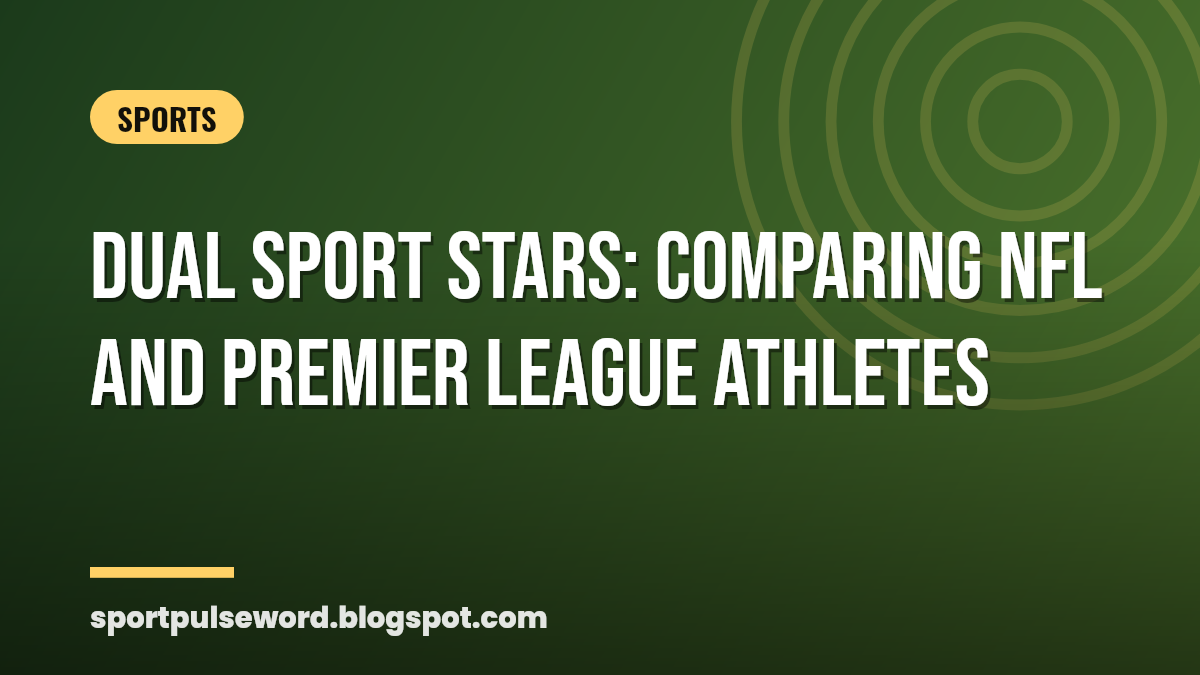 SPORTS
DUAL SPORT STARS: COMPARING NFL
AND PREMIER LEAGUE ATHLETES
sportpulseword.blogspot.com